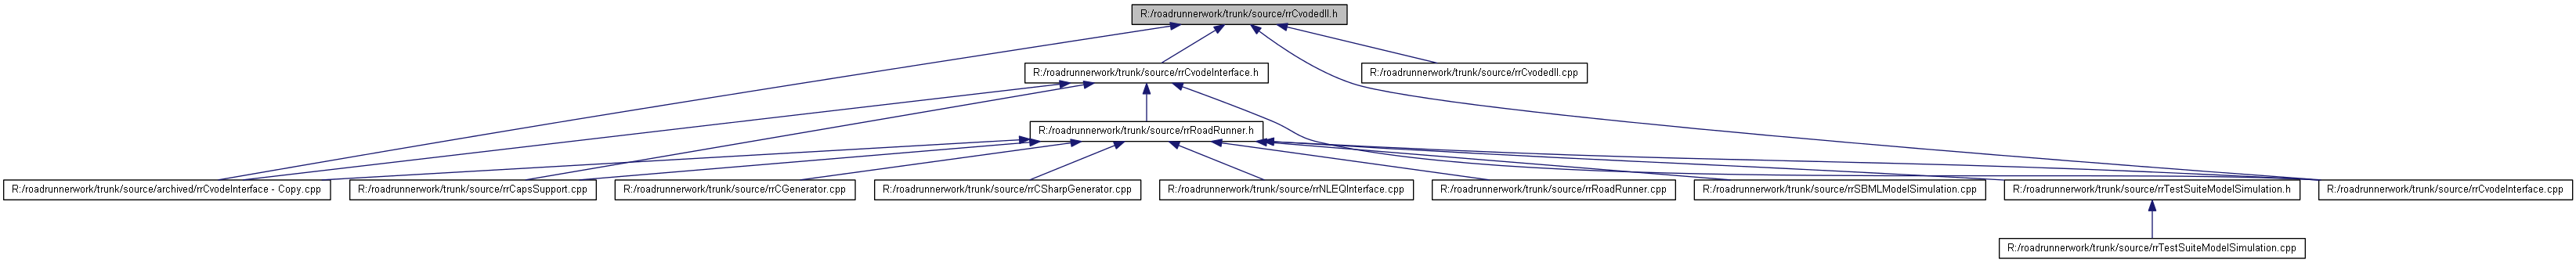 R:/roadrunnerwork/trunk/source/rrCvodedll.h
R:/roadrunnerwork/trunk/source/rrCvodeInterface.h
R:/roadrunnerwork/trunk/source/rrCvodedll.cpp
R:/roadrunnerwork/trunk/source/rrRoadRunner.h
R:/roadrunnerwork/trunk/source/archived/rrCvodeInterface - Copy.cpp
R:/roadrunnerwork/trunk/source/rrCapsSupport.cpp
R:/roadrunnerwork/trunk/source/rrCGenerator.cpp
R:/roadrunnerwork/trunk/source/rrCSharpGenerator.cpp
R:/roadrunnerwork/trunk/source/rrNLEQInterface.cpp
R:/roadrunnerwork/trunk/source/rrRoadRunner.cpp
R:/roadrunnerwork/trunk/source/rrSBMLModelSimulation.cpp
R:/roadrunnerwork/trunk/source/rrTestSuiteModelSimulation.h
R:/roadrunnerwork/trunk/source/rrCvodeInterface.cpp
R:/roadrunnerwork/trunk/source/rrTestSuiteModelSimulation.cpp